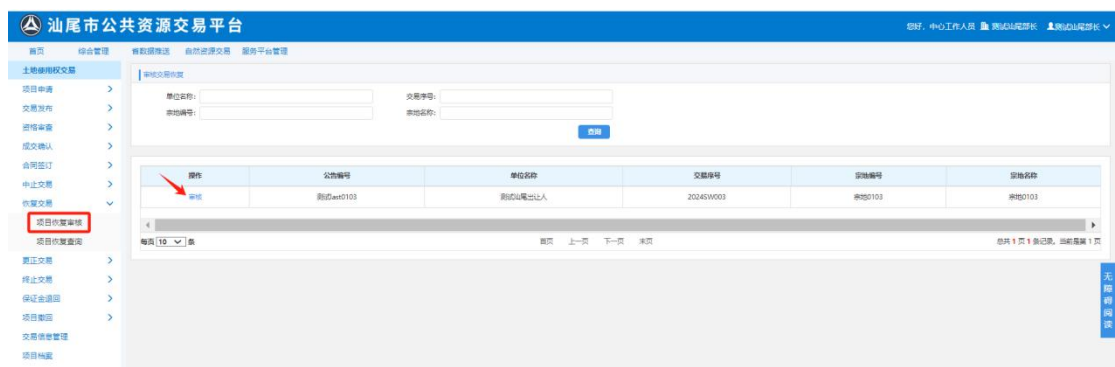 汕尾市公共资源交易平台
您好，中心工作人员 测试汕尾部长 测试汕尾部长
首页 综合管理 省数据推送 自然资源交易 服务平台管理
土地使用权交易
项目申请
交易发布
资格审查
成交确认
合同签订
中止交易
恢复交易
项目恢复审核
项目恢复查询
更正交易
终止交易
保证金退回
项目撤回
交易信息管理
项目档案
审核交易恢复
单位名称： 交易序号：
宗地编号： 宗地名称：
查询
操作 公告编号 单位名称 交易序号 宗地编号 宗地名称
审核 测试ast0103 测试汕尾出让人 2024SW003 宗地0103 宗地0103
每页 10 条 首页 上一页 下一页 末页 总共 1 页 1 条记录，当前是第 1 页
无障碍阅读